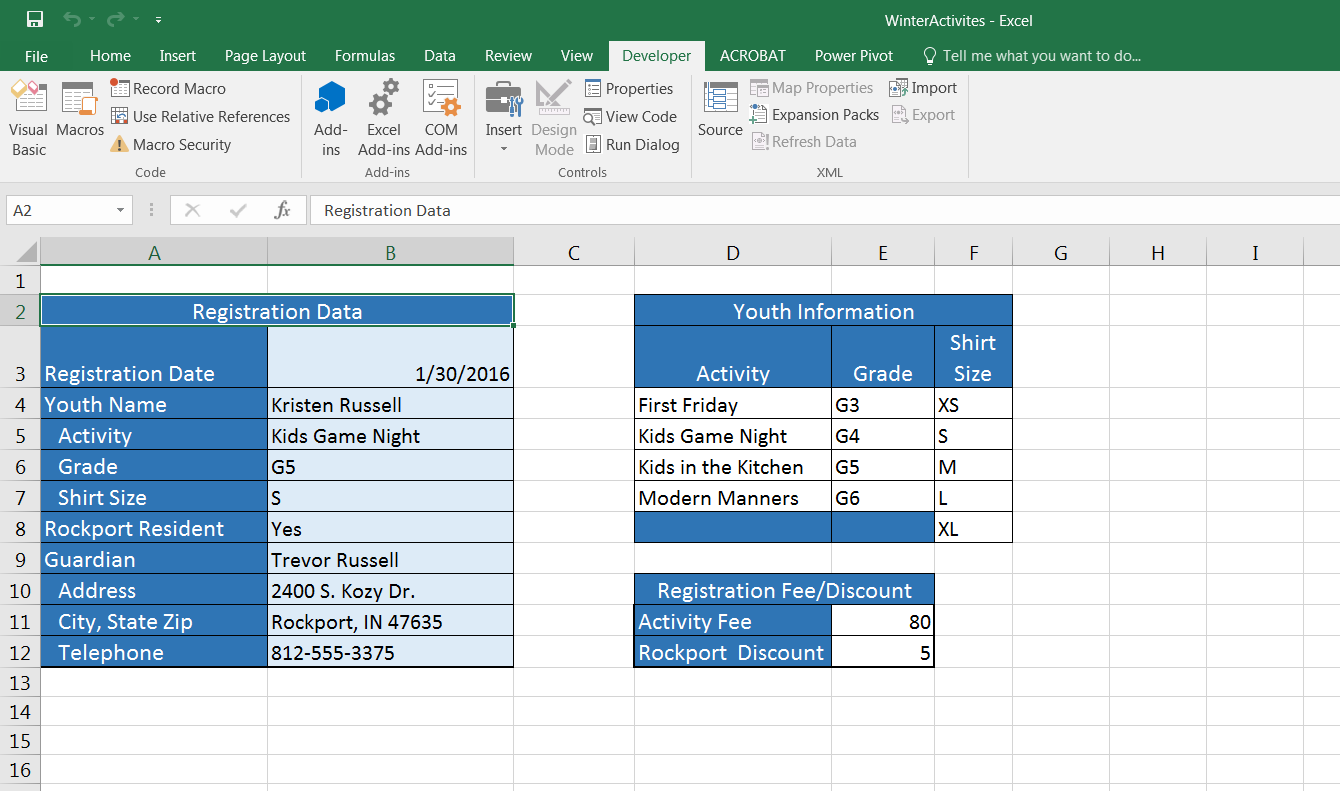 WinterActivites - Excel
File Home Insert Page Layout Formulas Data Review View Developer ACROBAT Power Pivot Tell me what you want to do...
Visual Basic
Macros
Record Macro
Use Relative References
Macro Security
Code
Add-ins
Excel Add-ins
COM Add-ins
Add-ins
Insert
Design Mode
Properties
View Code
Run Dialog
Controls
Source
Map Properties
Expansion Packs
Refresh Data
Import
Export
XML
A2 fx Registration Data
A B C D E F G H I
1
2 Registration Data Youth Information
3 Registration Date 1/30/2016 Activity Grade Shirt Size
4 Youth Name Kristen Russell First Friday G3 XS
5 Activity Kids Game Night Kids Game Night G4 S
6 Grade G5 Kids in the Kitchen G5 M
7 Shirt Size S Modern Manners G6 L
8 Rockport Resident Yes XL
9 Guardian Trevor Russell
10 Address 2400 S. Kozy Dr. Registration Fee/Discount
11 City, State Zip Rockport, IN 47635 Activity Fee 80
12 Telephone 812-555-3375 Rockport Discount 5
13
14
15
16